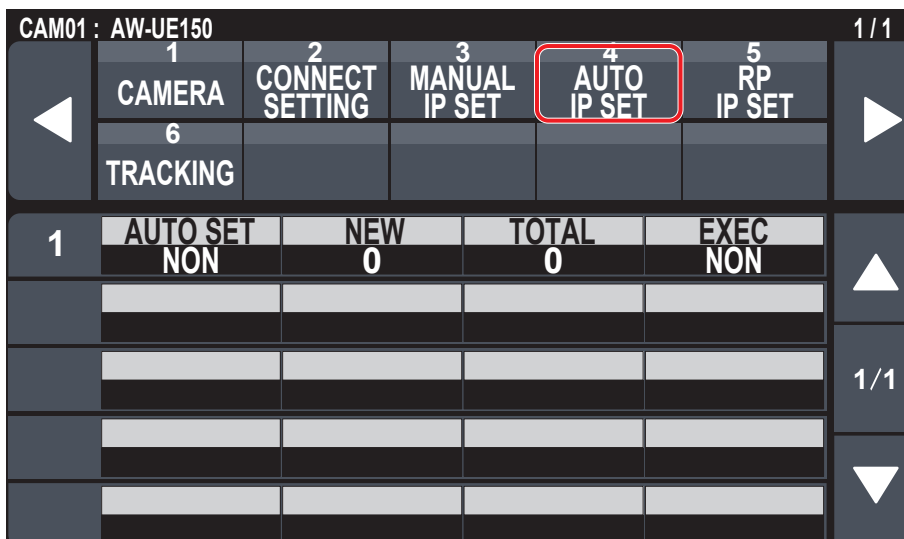 CAM01 : AW-UE150 1 / 1
1 2 3 4 5
CAMERA CONNECT SETTING MANUAL IP SET AUTO IP SET RP IP SET
6
TRACKING
1 AUTO SET NEW TOTAL EXEC
NON 0 0 NON
1/1